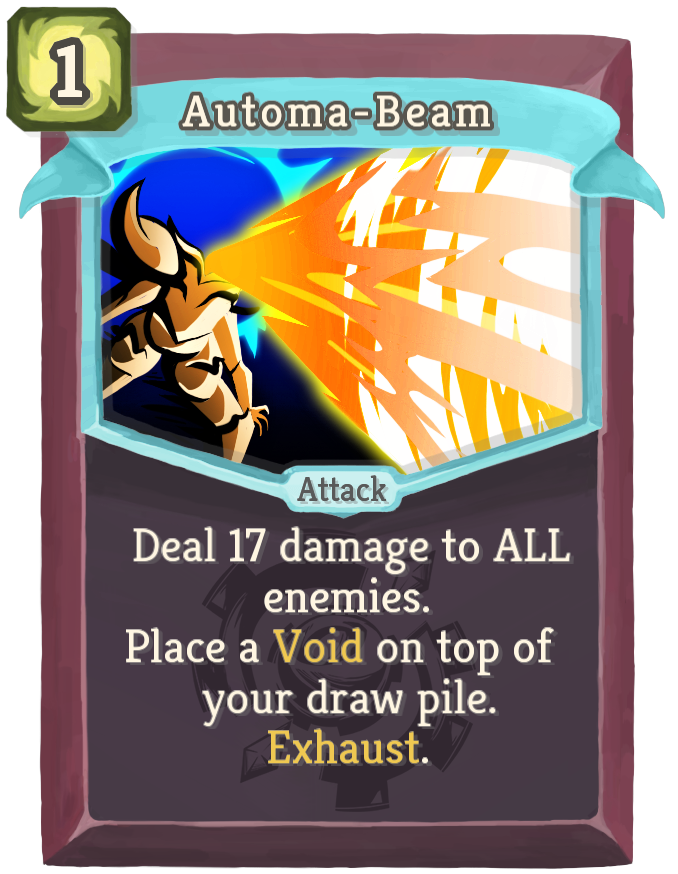 1
Automa-Beam
Attack
Deal 17 damage to ALL
enemies.
Place a Void on top of
your draw pile.
Exhaust.